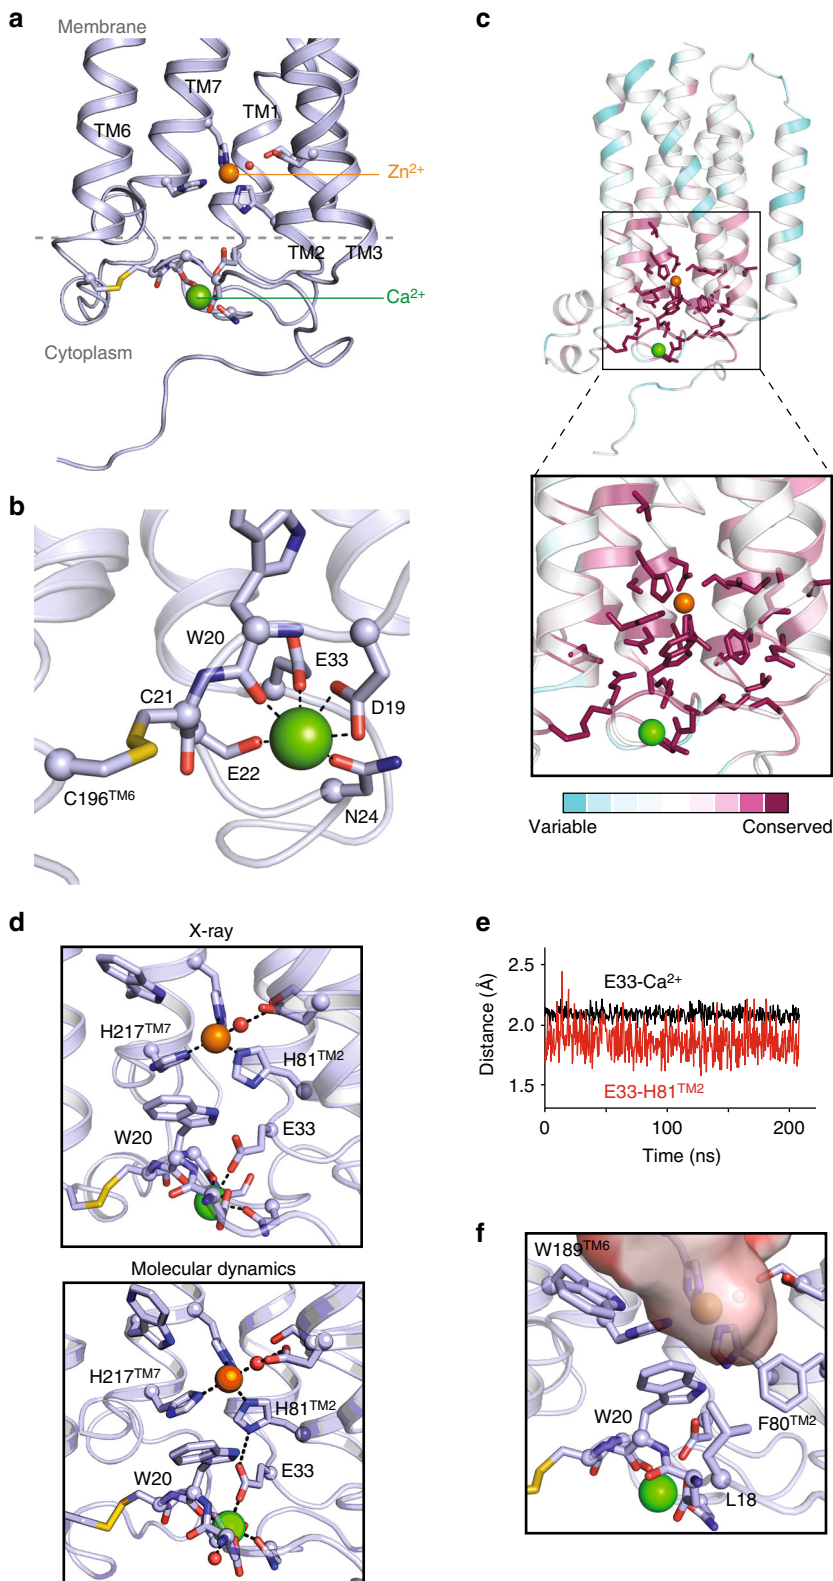 a
Membrane
TM7
TM1
TM6
Zn²⁺
TM2
TM3
Ca²⁺
Cytoplasm
b
W20
E33
C21
D19
E22
C196ᵀᴹ⁶
N24
c
Variable
Conserved
d
X-ray
H217ᵀᴹ⁷
H81ᵀᴹ²
W20
E33
Molecular dynamics
H217ᵀᴹ⁷
H81ᵀᴹ²
W20
E33
e
2.5
E33-Ca²⁺
Distance (Å)
2.0
1.5
E33-H81ᵀᴹ²
0
100
200
Time (ns)
f
W189ᵀᴹ⁶
W20
F80ᵀᴹ²
L18